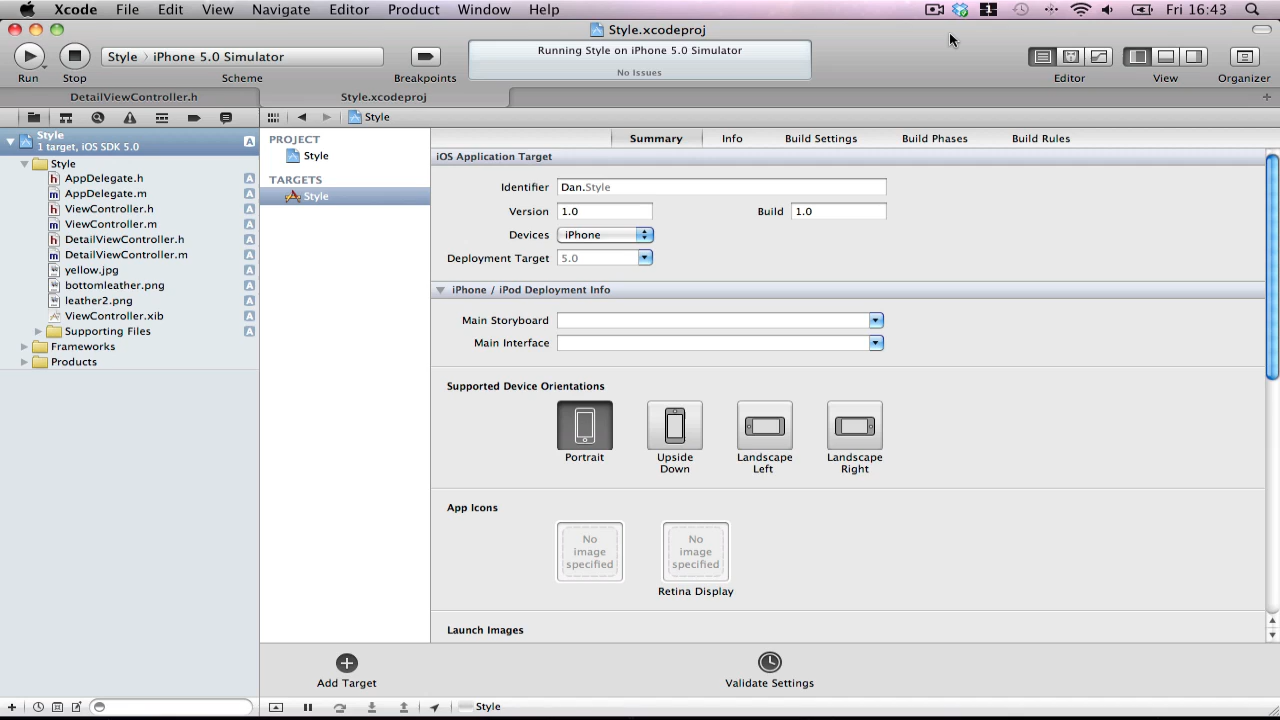 Xcode File Edit View Navigate Editor Product Window Help 1 Fri 16:43
Style.xcodeproj
Style iPhone 5.0 Simulator
Running Style on iPhone 5.0 Simulator
No Issues
Run Stop Scheme Breakpoints Editor View Organizer
DetailViewController.h Style.xcodeproj
Style
Style
1 target, iOS SDK 5.0
A
Style
AppDelegate.h A
AppDelegate.m A
ViewController.h A
ViewController.m A
DetailViewController.h A
DetailViewController.m A
yellow.jpg A
bottomleather.png A
leather2.png A
ViewController.xib A
Supporting Files A
Frameworks
Products
PROJECT
Style
TARGETS
Style
Summary Info Build Settings Build Phases Build Rules
iOS Application Target
Identifier Dan.Style
Version 1.0 Build 1.0
Devices iPhone
Deployment Target 5.0
iPhone / iPod Deployment Info
Main Storyboard
Main Interface
Supported Device Orientations
Portrait
Upside
Down
Landscape
Left
Landscape
Right
App Icons
No
image
specified
No
image
specified
Retina Display
Launch Images
Add Target
Validate Settings
Style